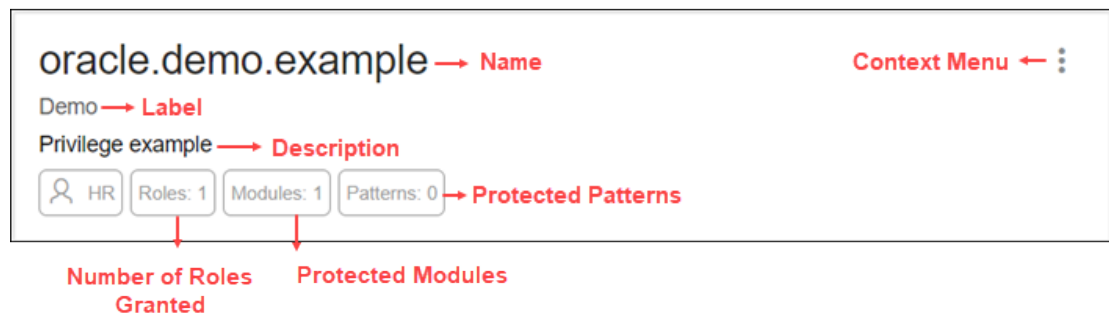 oracle.demo.example Name Context Menu
Demo Label
Privilege example Description
HR Roles: 1 Modules: 1 Patterns: 0 Protected Patterns
Number of Roles Protected Modules
Granted